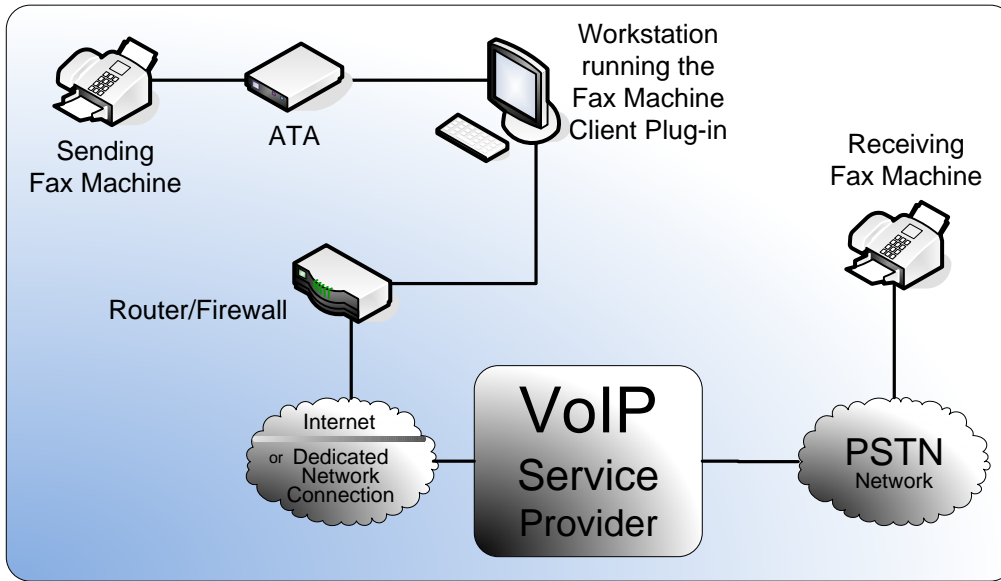 Workstation
running the
Fax Machine
Client Plug-in
ATA
Sending
Fax Machine
Receiving
Fax Machine
Router/Firewall
Internet
or Dedicated
Network
Connection
VoIP
Service
Provider
PSTN
Network